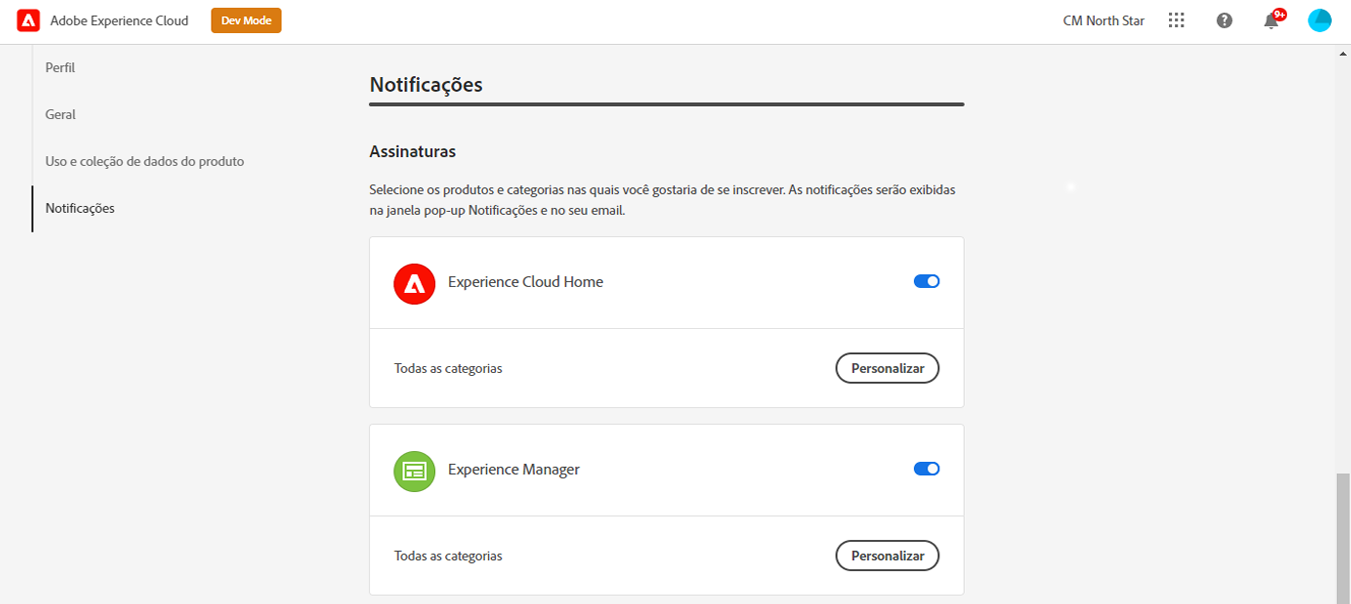 Adobe Experience Cloud
Dev Mode
CM North Star
9+
Perfil
Geral
Uso e coleção de dados do produto
Notificações
Notificações
Assinaturas
Selecione os produtos e categorias nas quais você gostaria de se inscrever. As notificações serão exibidas
na janela pop-up Notificações e no seu email.
Experience Cloud Home
Todas as categorias
Personalizar
Experience Manager
Todas as categorias
Personalizar